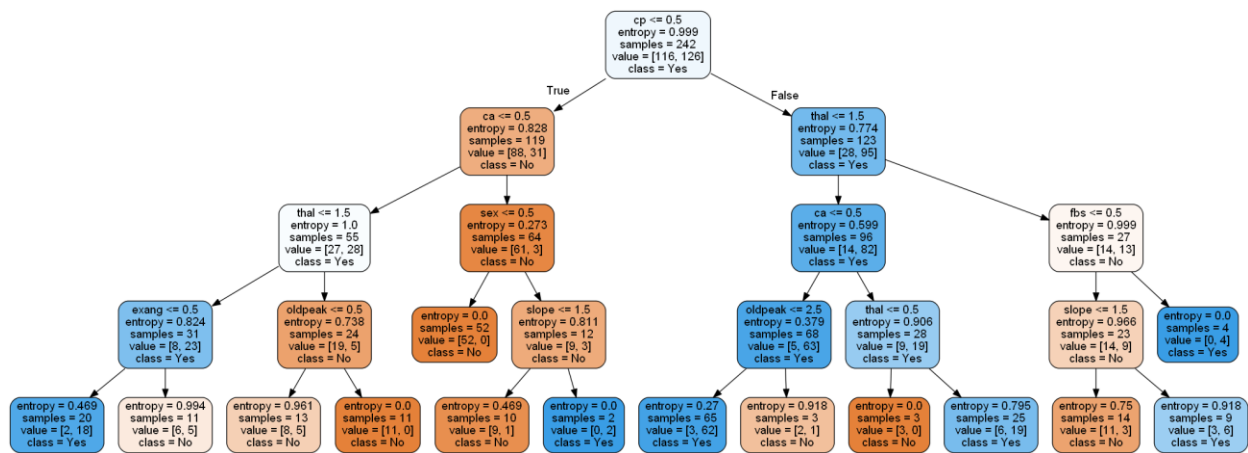 cp <= 0.5
entropy = 0.999
samples = 242
value = [116, 126]
class = Yes
True
False
ca <= 0.5
entropy = 0.828
samples = 119
value = [88, 31]
class = No
thal <= 1.5
entropy = 0.774
samples = 123
value = [28, 95]
class = Yes
thal <= 1.5
entropy = 1.0
samples = 55
value = [27, 28]
class = Yes
sex <= 0.5
entropy = 0.273
samples = 64
value = [61, 3]
class = No
ca <= 0.5
entropy = 0.599
samples = 96
value = [14, 82]
class = Yes
fbs <= 0.5
entropy = 0.999
samples = 27
value = [14, 13]
class = No
exang <= 0.5
entropy = 0.824
samples = 31
value = [8, 23]
class = Yes
oldpeak <= 0.5
entropy = 0.738
samples = 24
value = [19, 5]
class = No
entropy = 0.0
samples = 52
value = [52, 0]
class = No
slope <= 1.5
entropy = 0.811
samples = 12
value = [9, 3]
class = No
oldpeak <= 2.5
entropy = 0.379
samples = 68
value = [5, 63]
class = Yes
thal <= 0.5
entropy = 0.906
samples = 28
value = [9, 19]
class = Yes
slope <= 1.5
entropy = 0.966
samples = 23
value = [14, 9]
class = No
entropy = 0.0
samples = 4
value = [0, 4]
class = Yes
entropy = 0.469
samples = 20
value = [2, 18]
class = Yes
entropy = 0.994
samples = 11
value = [6, 5]
class = No
entropy = 0.961
samples = 13
value = [8, 5]
class = No
entropy = 0.0
samples = 11
value = [11, 0]
class = No
entropy = 0.469
samples = 10
value = [9, 1]
class = No
entropy = 0.0
samples = 2
value = [0, 2]
class = Yes
entropy = 0.27
samples = 65
value = [3, 62]
class = Yes
entropy = 0.918
samples = 3
value = [2, 1]
class = No
entropy = 0.0
samples = 3
value = [3, 0]
class = No
entropy = 0.795
samples = 25
value = [6, 19]
class = Yes
entropy = 0.75
samples = 14
value = [11, 3]
class = No
entropy = 0.918
samples = 9
value = [3, 6]
class = Yes